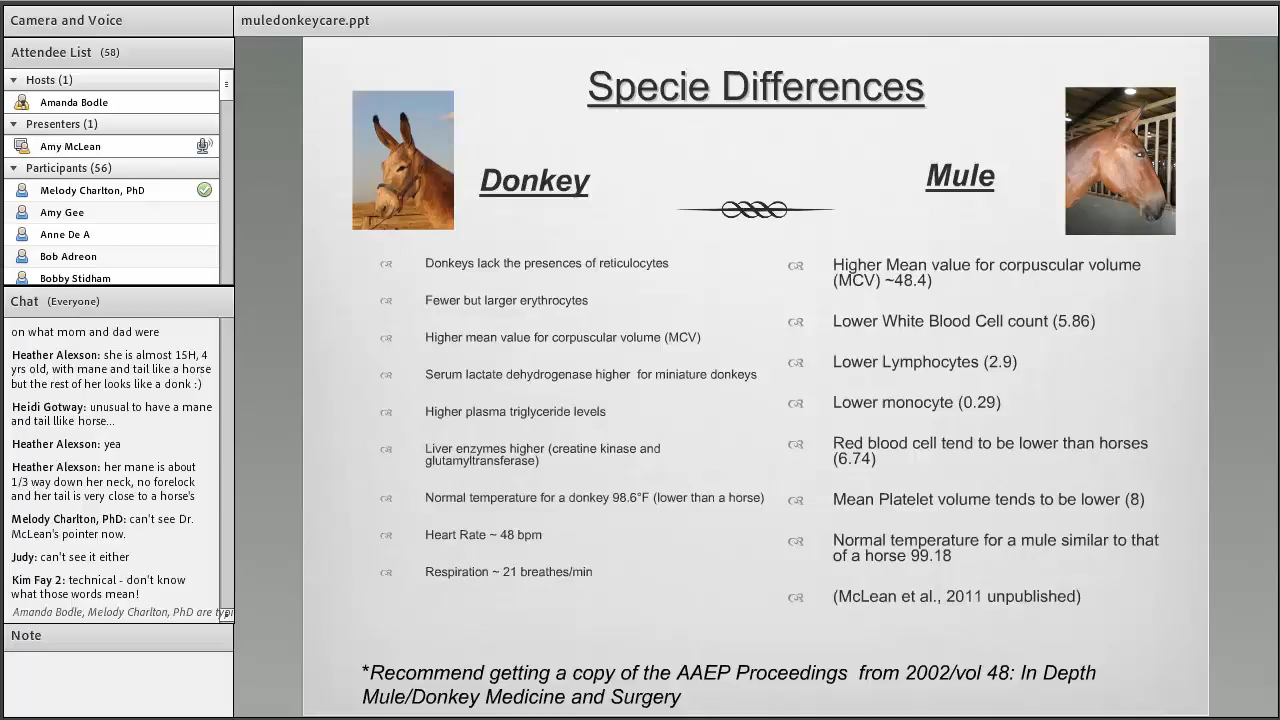 Camera and Voice
muledonkeycare.ppt
Attendee List (58)
Hosts (1)
Amanda Bodle
Presenters (1)
Amy McLean
Participants (56)
Melody Charlton, PhD
Amy Gee
Anne De A
Bob Adreon
Bobby Stidham
Chat (Everyone)
on what mom and dad were
Heather Alexson: she is almost 15H, 4
yrs old, with mane and tail like a horse
but the rest of her looks like a donk :)
Heidi Gotway: unusual to have a mane
and tail llike horse...
Heather Alexson: yea
Heather Alexson: her mane is about
1/3 way down her neck, no forelock
and her tail is very close to a horse's
Melody Charlton, PhD: can't see Dr.
McLean's pointer now.
Judy: can't see it either
Kim Fay 2: technical - don't know
what those words mean!
Amanda Bodle, Melody Charlton, PhD are
Note
Specie Differences
Donkey
Donkeys lack the presences of reticulocytes
Fewer but larger erythrocytes
Higher mean value for corpuscular volume (MCV)
Serum lactate dehydrogenase higher for miniature donkeys
Higher plasma triglyceride levels
Liver enzymes higher (creatine kinase and
glutamyltransferase)
Normal temperature for a donkey 98.6°F (lower than a horse)
Heart Rate ~ 48 bpm
Respiration ~ 21 breathes/min
Mule
Higher Mean value for corpuscular volume
(MCV) ~48.4)
Lower White Blood Cell count (5.86)
Lower Lymphocytes (2.9)
Lower monocyte (0.29)
Red blood cell tend to be lower than horses
(6.74)
Mean Platelet volume tends to be lower (8)
Normal temperature for a mule similar to that
of a horse 99.18
(McLean et al., 2011 unpublished)
*Recommend getting a copy of the AAEP Proceedings from 2002/vol 48: In Depth
Mule/Donkey Medicine and Surgery